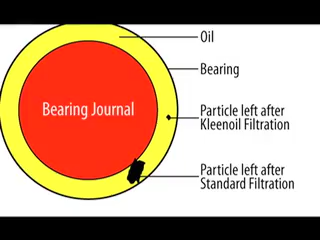 Oil
Bearing
Bearing Journal
Particle left after
Kleenoil Filtration
Particle left after
Standard Filtration